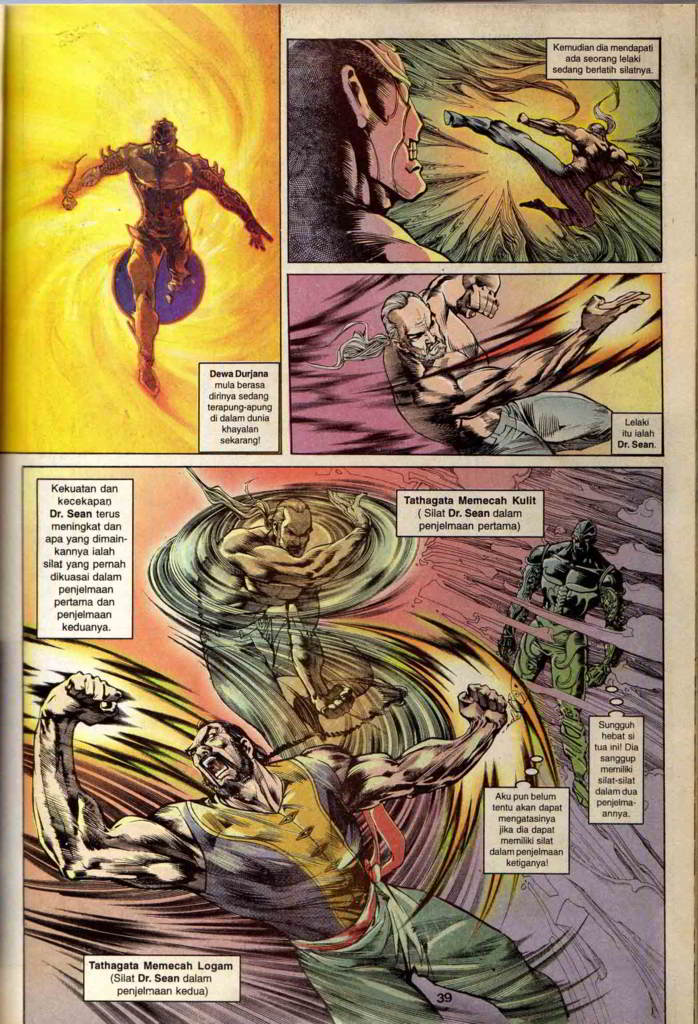 Dewa Durjana
mula berasa
dirinya sedang
terapung-apung
di dalam dunia
khayalan
sekarang!
Kemudian dia mendapati
ada seorang lelaki
sedang berlatih silatnya.
Lelaki
itu ialah
Dr. Sean.
Kekuatan dan
kecekapan
Dr. Sean terus
meningkat dan
apa yang dimain-
kannya ialah
silat yang pernah
dikuasai dalam
penjelmaan
pertama dan
penjelmaan
keduanya.
Tathagata Memecah Kulit
( Silat Dr. Sean dalam
penjelmaan pertama)
Sungguh
hebat si
tua ini! Dia
sanggup
memiliki
silat-silat
dalam dua
penjelma-
annya.
Aku pun belum
tentu akan dapat
mengatasinya
jika dia dapat
memiliki silat
dalam penjelmaan
ketiganya!
Tathagata Memecah Logam
(Silat Dr. Sean dalam
penjelmaan kedua)
39